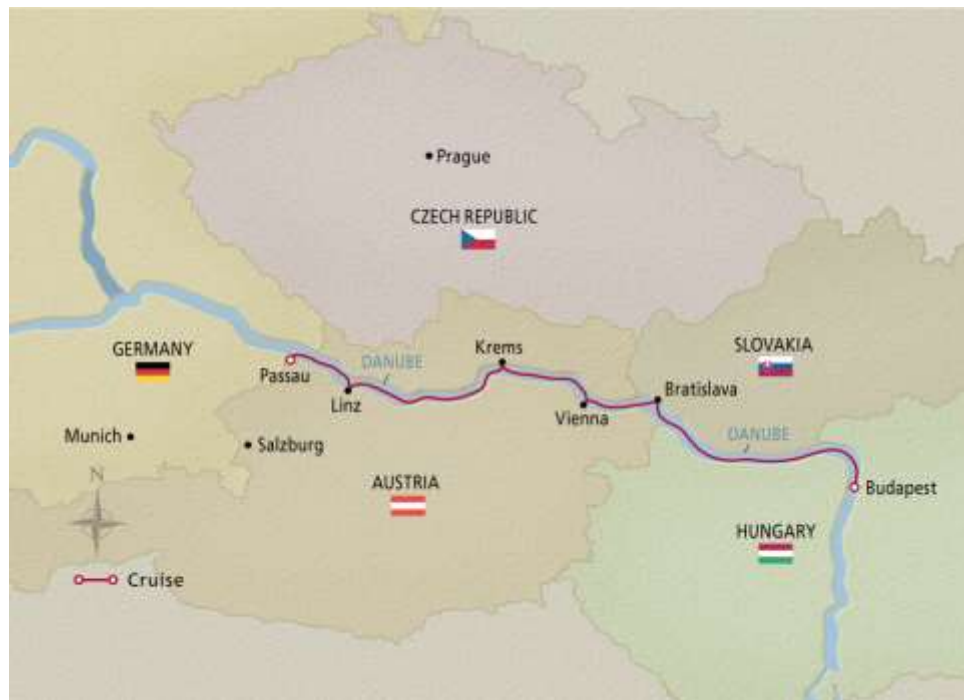 Prague
CZECH REPUBLIC
GERMANY
Passau
DANUBE
Krems
SLOVAKIA
Linz
Vienna
Bratislava
Munich
Salzburg
DANUBE
N
AUSTRIA
Budapest
HUNGARY
Cruise